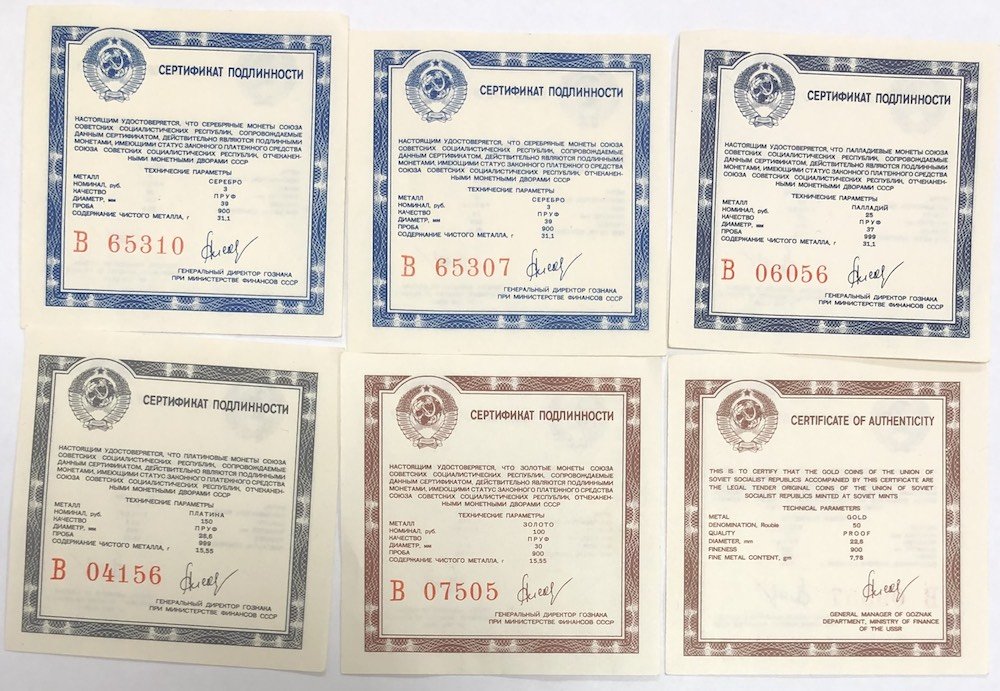 СЕРТИФИКАТ ПОДЛИННОСТИ
НАСТОЯЩИМ УДОСТОВЕРЯЕТСЯ, ЧТО СЕРЕБРЯНЫЕ МОНЕТЫ СОЮЗА
СОВЕТСКИХ СОЦИАЛИСТИЧЕСКИХ РЕСПУБЛИК, СОПРОВОЖДАЕМЫЕ
ДАННЫМ СЕРТИФИКАТОМ, ДЕЙСТВИТЕЛЬНО ЯВЛЯЮТСЯ ПОДЛИННЫМИ
МОНЕТАМИ, ИМЕЮЩИМИ СТАТУС ЗАКОННОГО ПЛАТЕЖНОГО СРЕДСТВА
СОЮЗА СОВЕТСКИХ СОЦИАЛИСТИЧЕСКИХ РЕСПУБЛИК, ОТЧЕКАНЕН-
НЫМИ МОНЕТНЫМИ ДВОРАМИ СССР
ТЕХНИЧЕСКИЕ ПАРАМЕТРЫ
МЕТАЛЛ СЕРЕБРО
НОМИНАЛ, руб. 3
КАЧЕСТВО ПРУФ
ДИАМЕТР, мм 39
ПРОБА 900
СОДЕРЖАНИЕ ЧИСТОГО МЕТАЛЛА, г 31,1
В 65310
ГЕНЕРАЛЬНЫЙ ДИРЕКТОР ГОЗНАКА
ПРИ МИНИСТЕРСТВЕ ФИНАНСОВ СССР
СЕРТИФИКАТ ПОДЛИННОСТИ
НАСТОЯЩИМ УДОСТОВЕРЯЕТСЯ, ЧТО СЕРЕБРЯНЫЕ МОНЕТЫ СОЮЗА
СОВЕТСКИХ СОЦИАЛИСТИЧЕСКИХ РЕСПУБЛИК, СОПРОВОЖДАЕМЫЕ
ДАННЫМ СЕРТИФИКАТОМ, ДЕЙСТВИТЕЛЬНО ЯВЛЯЮТСЯ ПОДЛИННЫМИ
МОНЕТАМИ, ИМЕЮЩИМИ СТАТУС ЗАКОННОГО ПЛАТЕЖНОГО СРЕДСТВА
СОЮЗА СОВЕТСКИХ СОЦИАЛИСТИЧЕСКИХ РЕСПУБЛИК, ОТЧЕКАНЕН-
НЫМИ МОНЕТНЫМИ ДВОРАМИ СССР
ТЕХНИЧЕСКИЕ ПАРАМЕТРЫ
МЕТАЛЛ СЕРЕБРО
НОМИНАЛ, руб. 3
КАЧЕСТВО ПРУФ
ДИАМЕТР, мм 39
ПРОБА 900
СОДЕРЖАНИЕ ЧИСТОГО МЕТАЛЛА, г 31,1
В 65307
ГЕНЕРАЛЬНЫЙ ДИРЕКТОР ГОЗНАКА
ПРИ МИНИСТЕРСТВЕ ФИНАНСОВ СССР
СЕРТИФИКАТ ПОДЛИННОСТИ
НАСТОЯЩИМ УДОСТОВЕРЯЕТСЯ, ЧТО ПАЛЛАДИЕВЫЕ МОНЕТЫ СОЮЗА
СОВЕТСКИХ СОЦИАЛИСТИЧЕСКИХ РЕСПУБЛИК, СОПРОВОЖДАЕМЫЕ
ДАННЫМ СЕРТИФИКАТОМ, ДЕЙСТВИТЕЛЬНО ЯВЛЯЮТСЯ ПОДЛИННЫМИ
МОНЕТАМИ, ИМЕЮЩИМИ СТАТУС ЗАКОННОГО ПЛАТЕЖНОГО СРЕДСТВА
СОЮЗА СОВЕТСКИХ СОЦИАЛИСТИЧЕСКИХ РЕСПУБЛИК, ОТЧЕКАНЕН-
НЫМИ МОНЕТНЫМИ ДВОРАМИ СССР
ТЕХНИЧЕСКИЕ ПАРАМЕТРЫ
МЕТАЛЛ ПАЛЛАДИЙ
НОМИНАЛ, руб. 25
КАЧЕСТВО ПРУФ
ДИАМЕТР, мм 37
ПРОБА 999
СОДЕРЖАНИЕ ЧИСТОГО МЕТАЛЛА, г 31,1
В 06056
ГЕНЕРАЛЬНЫЙ ДИРЕКТОР ГОЗНАКА
ПРИ МИНИСТЕРСТВЕ ФИНАНСОВ СССР
СЕРТИФИКАТ ПОДЛИННОСТИ
НАСТОЯЩИМ УДОСТОВЕРЯЕТСЯ, ЧТО ПЛАТИНОВЫЕ МОНЕТЫ СОЮЗА
СОВЕТСКИХ СОЦИАЛИСТИЧЕСКИХ РЕСПУБЛИК, СОПРОВОЖДАЕМЫЕ
ДАННЫМ СЕРТИФИКАТОМ, ДЕЙСТВИТЕЛЬНО ЯВЛЯЮТСЯ ПОДЛИННЫМИ
МОНЕТАМИ, ИМЕЮЩИМИ СТАТУС ЗАКОННОГО ПЛАТЕЖНОГО СРЕДСТВА
СОЮЗА СОВЕТСКИХ СОЦИАЛИСТИЧЕСКИХ РЕСПУБЛИК, ОТЧЕКАНЕН-
НЫМИ МОНЕТНЫМИ ДВОРАМИ СССР
ТЕХНИЧЕСКИЕ ПАРАМЕТРЫ
МЕТАЛЛ ПЛАТИНА
НОМИНАЛ, руб. 150
КАЧЕСТВО ПРУФ
ДИАМЕТР, мм 28,6
ПРОБА 999
СОДЕРЖАНИЕ ЧИСТОГО МЕТАЛЛА, г 15,55
В 04156
ГЕНЕРАЛЬНЫЙ ДИРЕКТОР ГОЗНАКА
ПРИ МИНИСТЕРСТВЕ ФИНАНСОВ СССР
СЕРТИФИКАТ ПОДЛИННОСТИ
НАСТОЯЩИМ УДОСТОВЕРЯЕТСЯ, ЧТО ЗОЛОТЫЕ МОНЕТЫ СОЮЗА
СОВЕТСКИХ СОЦИАЛИСТИЧЕСКИХ РЕСПУБЛИК, СОПРОВОЖДАЕМЫЕ
ДАННЫМ СЕРТИФИКАТОМ, ДЕЙСТВИТЕЛЬНО ЯВЛЯЮТСЯ ПОДЛИННЫМИ
МОНЕТАМИ, ИМЕЮЩИМИ СТАТУС ЗАКОННОГО ПЛАТЕЖНОГО СРЕДСТВА
СОЮЗА СОВЕТСКИХ СОЦИАЛИСТИЧЕСКИХ РЕСПУБЛИК, ОТЧЕКАНЕН-
НЫМИ МОНЕТНЫМИ ДВОРАМИ СССР
ТЕХНИЧЕСКИЕ ПАРАМЕТРЫ
МЕТАЛЛ ЗОЛОТО
НОМИНАЛ, руб. 100
КАЧЕСТВО ПРУФ
ДИАМЕТР, мм 30
ПРОБА 900
СОДЕРЖАНИЕ ЧИСТОГО МЕТАЛЛА, г 15,55
В 07505
ГЕНЕРАЛЬНЫЙ ДИРЕКТОР ГОЗНАКА
ПРИ МИНИСТЕРСТВЕ ФИНАНСОВ СССР
CERTIFICATE OF AUTHENTICITY
THIS IS TO CERTIFY THAT THE GOLD COINS OF THE UNION OF
SOVIET SOCIALIST REPUBLICS ACCOMPANIED BY THIS CERTIFICATE ARE
THE LEGAL TENDER ORIGINAL COINS OF THE UNION OF SOVIET
SOCIALIST REPUBLICS MINTED AT SOVIET MINTS
TECHNICAL PARAMETERS
METAL GOLD
DENOMINATION, Rouble 50
QUALITY PROOF
DIAMETER, mm 22,6
FINENESS 900
FINE METAL CONTENT, gm 7,78
GENERAL MANAGER OF GOZNAK
DEPARTMENT, MINISTRY OF FINANCE
OF THE USSR